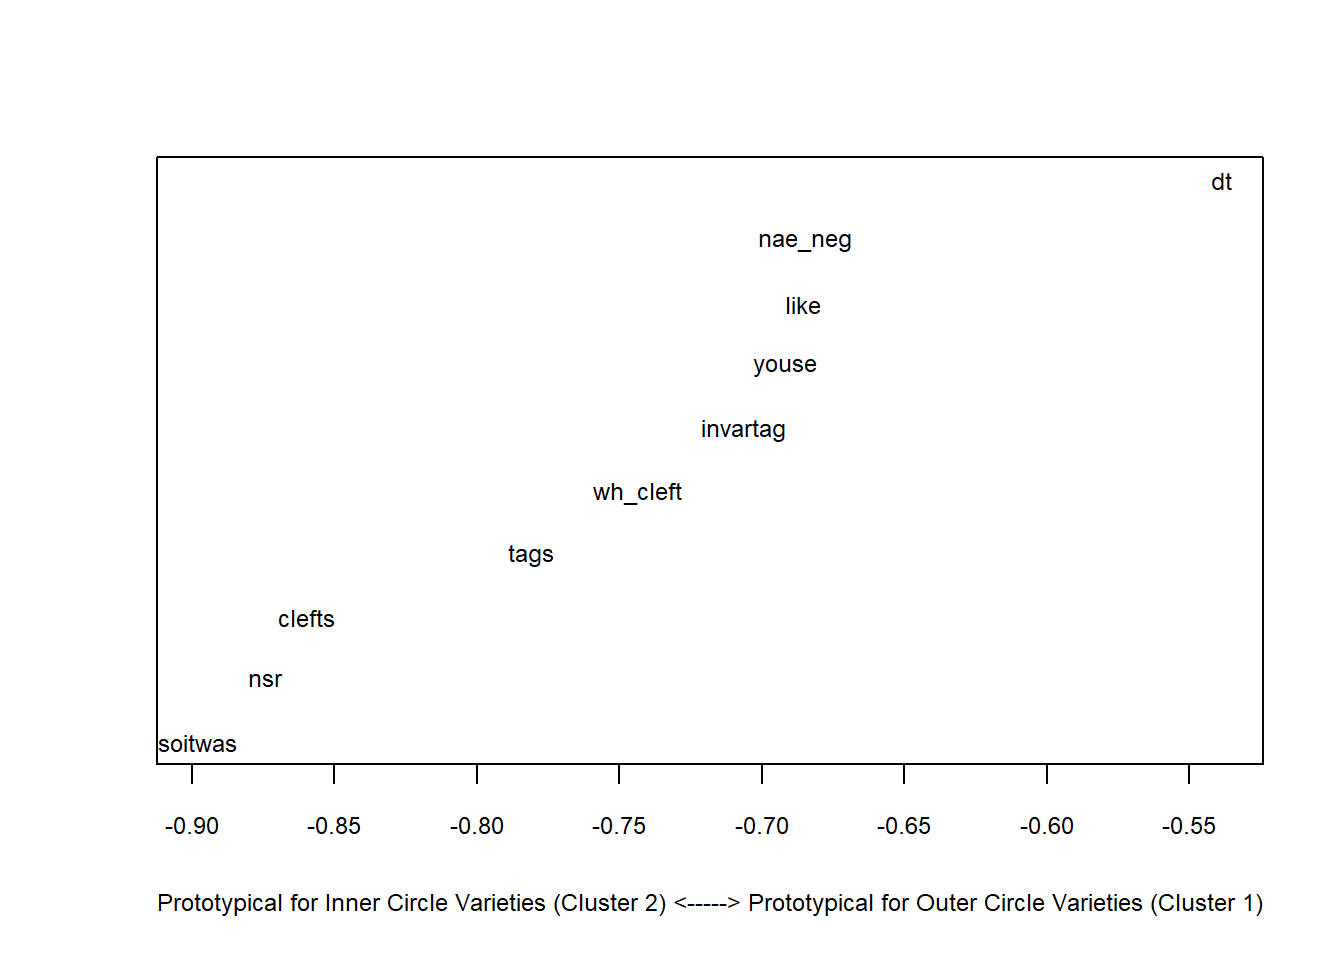 dt
nae_neg
like
youse
invartag
wh_cleft
tags
clefts
nsr
soitwas
-0.90 -0.85 -0.80 -0.75 -0.70 -0.65 -0.60 -0.55
Prototypical for Inner Circle Varieties (Cluster 2) <-----> Prototypical for Outer Circle Varieties (Cluster 1)